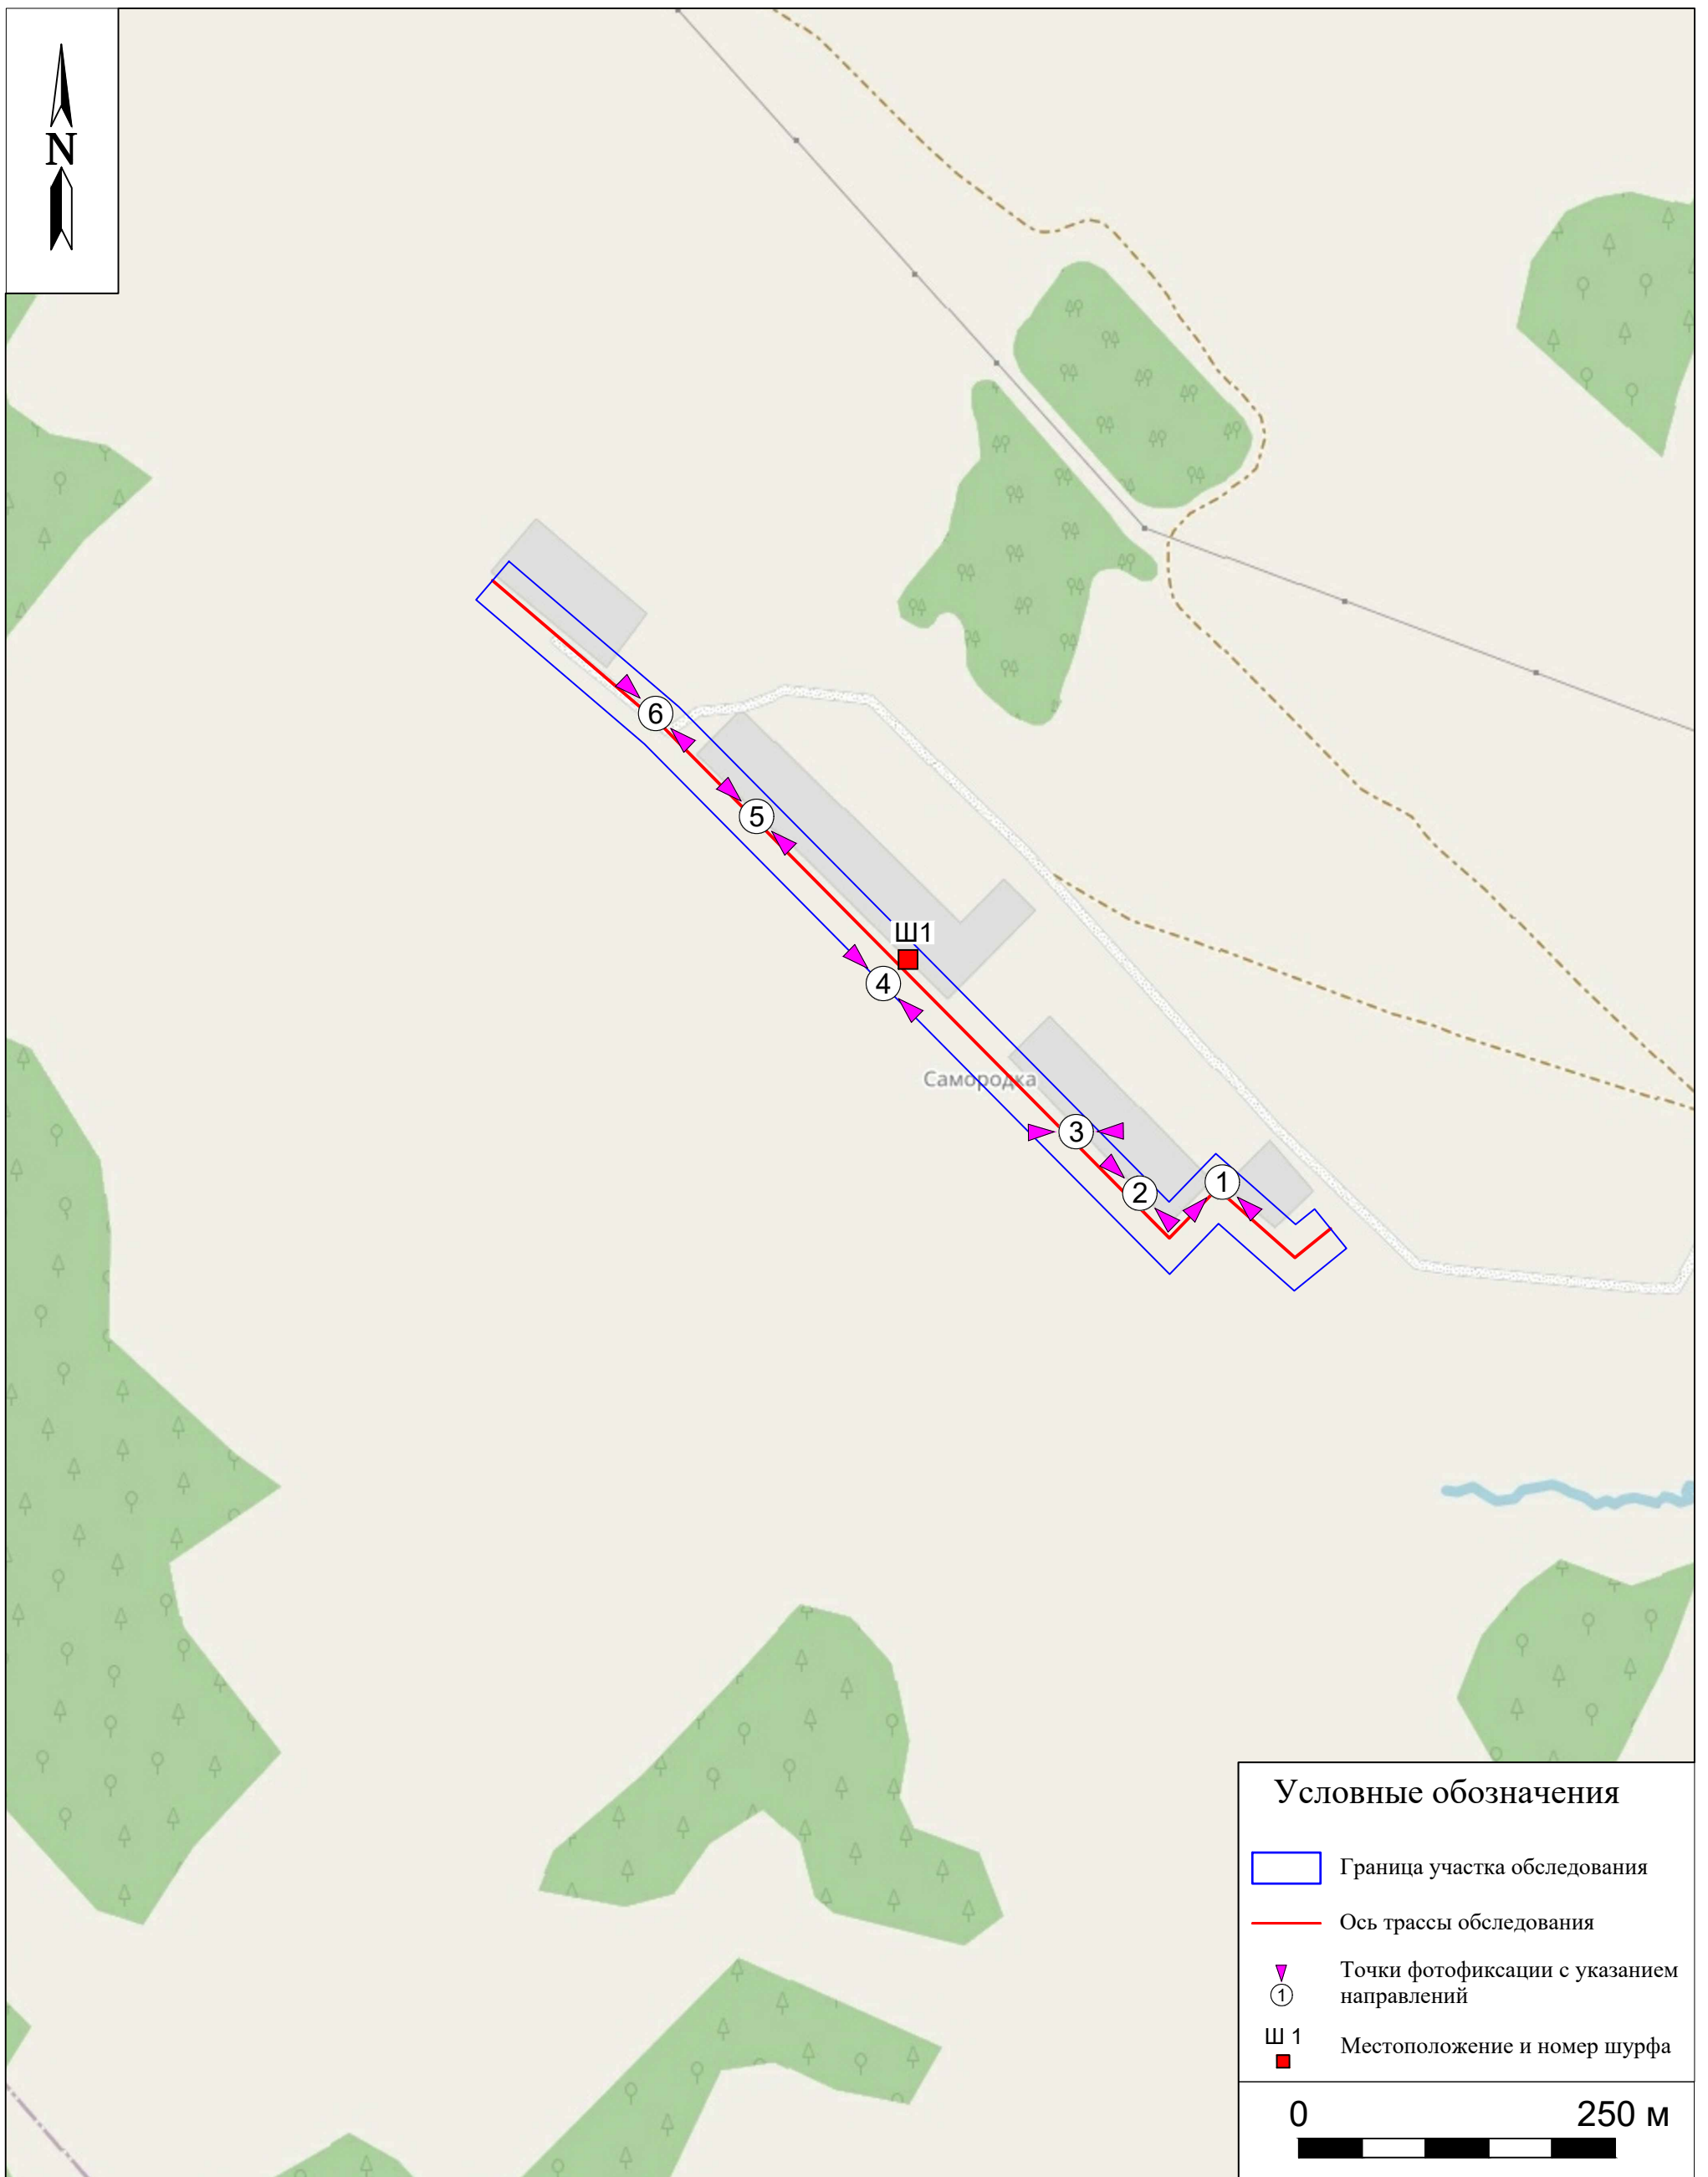 N
6
5
Ш1
4
Самородка
3
2
1
Условные обозначения
Граница участка обследования
Ось трассы обследования
Точки фотофиксации с указанием
1
направлений
Ш 1
Местоположение и номер шурфа
0 250 м